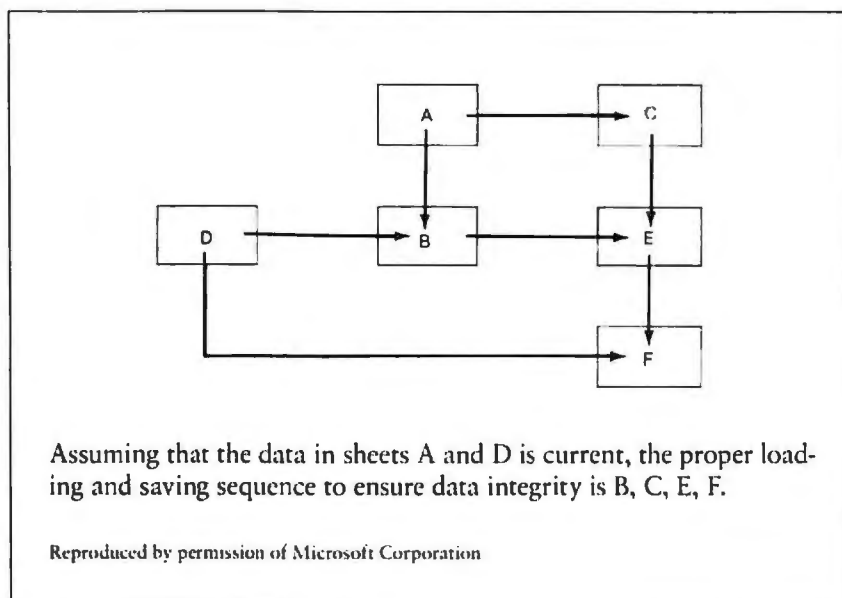 A
C
D
B
E
F
Assuming that the data in sheets A and D is current, the proper load-
ing and saving sequence to ensure data integrity is B, C, E, F.
Reproduced by permission of Microsoft Corporation